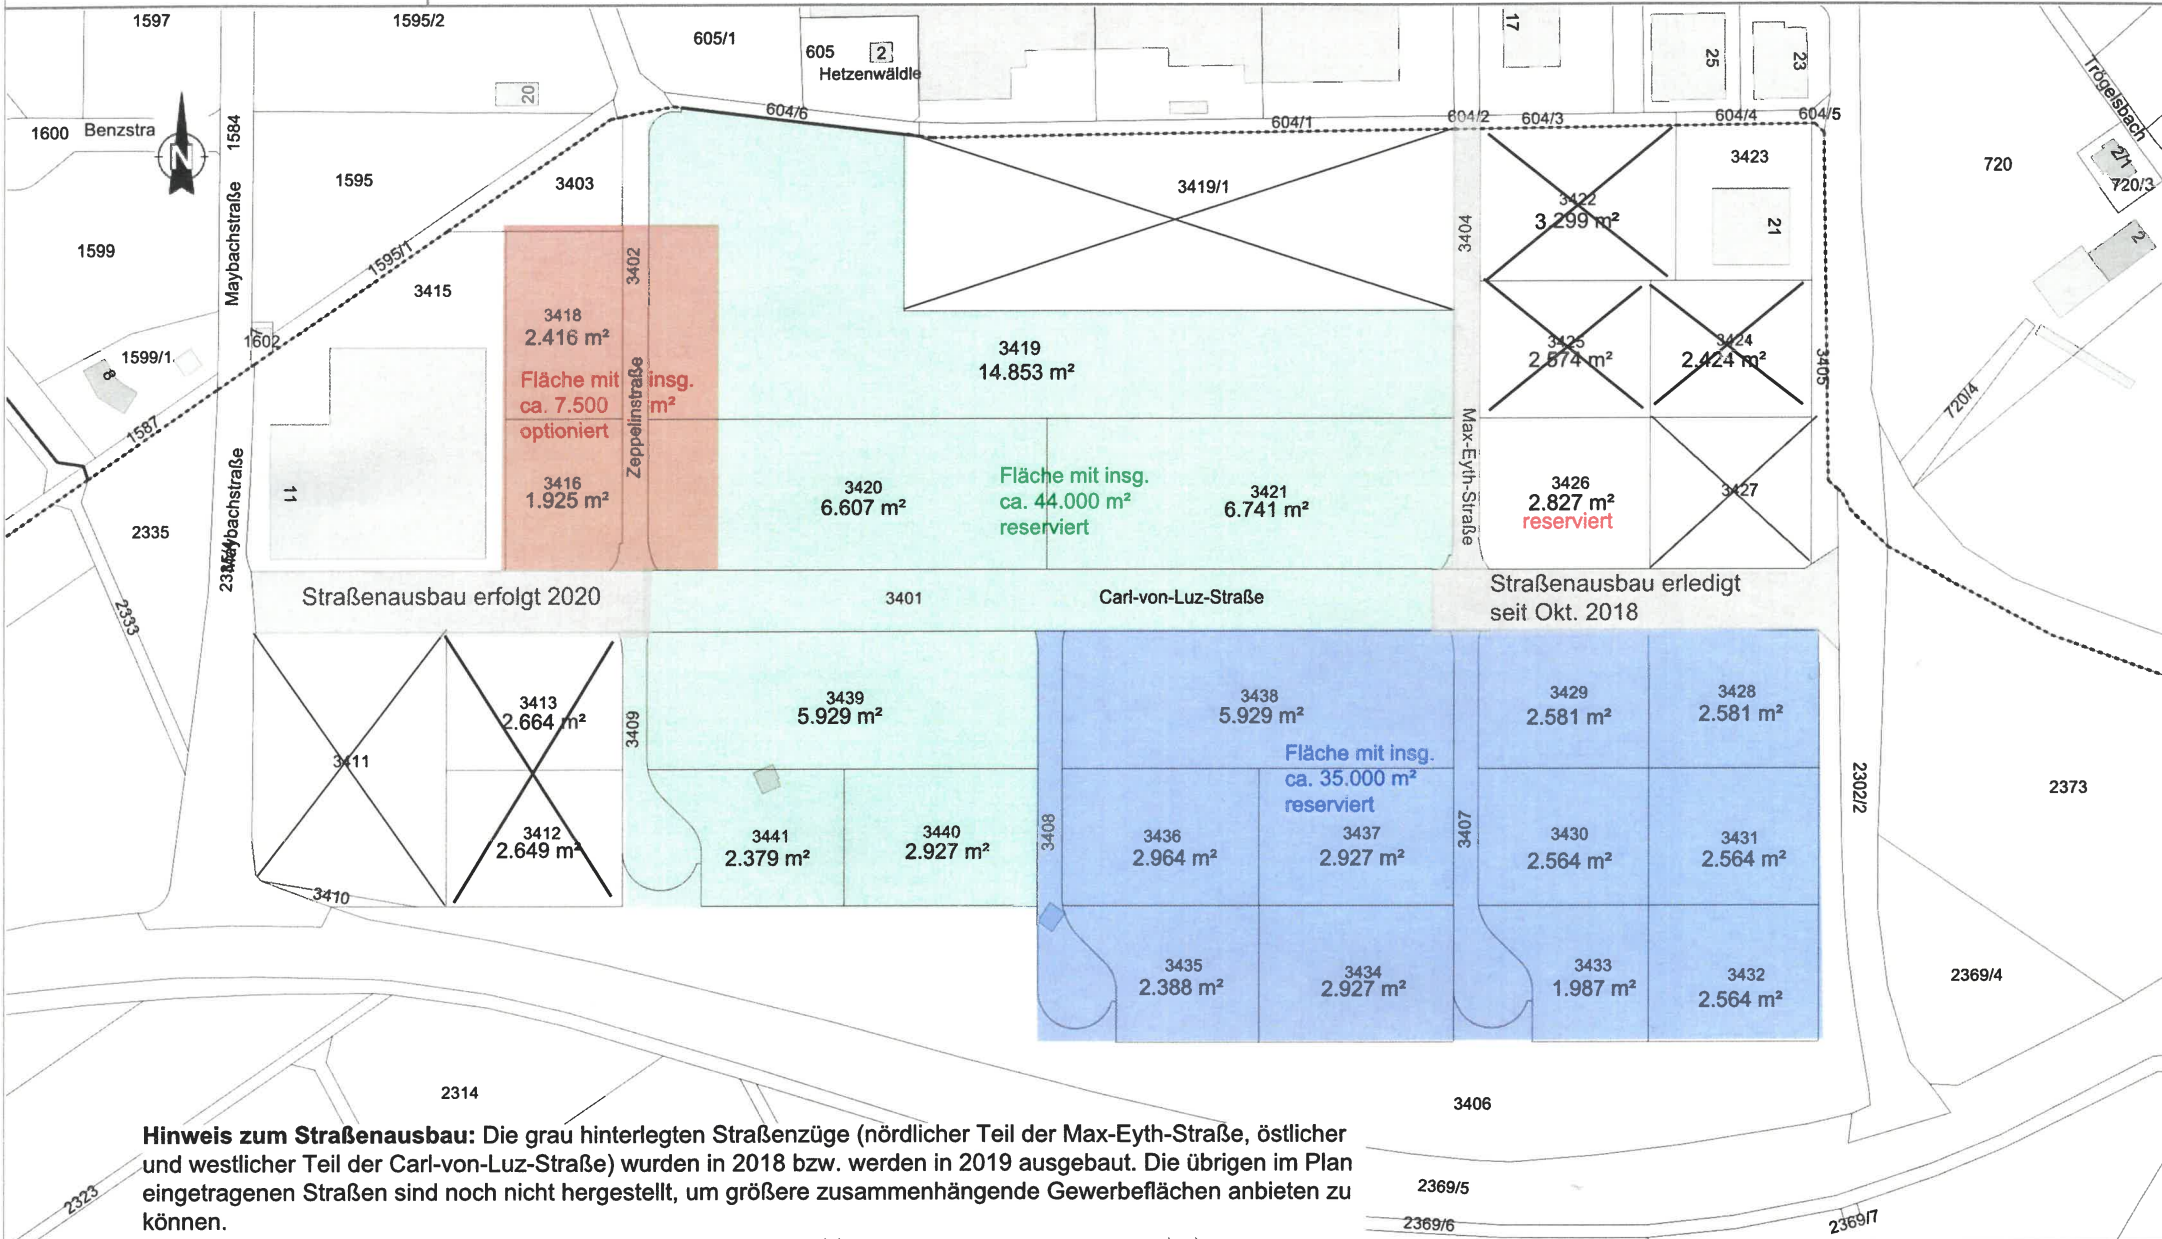 1597
1595/2
605/1
605
2
Hetzenwäldle
17
25
23
Trögelsbach
20
604/6
604/1
604/2
604/3
604/4
604/5
1600
Benzstra
1584
N
1595
3403
3419/1
3422
3.299 m²
3423
21
720
2/1
720/3
2
1599
Maybachstraße
1595/1
3415
3402
3404
3418
2.416 m²
Fläche mit insg.
ca. 7.500 m²
optioniert
3416
1.925 m²
Zeppelinstraße
3419
14.853 m²
3425
2.574 m²
3424
2.424 m²
3405
720/4
1602
1599/1
8
1587
11
2335
Maybachstraße
3420
6.607 m²
Fläche mit insg.
ca. 44.000 m²
reserviert
3421
6.741 m²
Max-Eyth-Straße
3426
2.827 m²
reserviert
3427
2333
Straßenausbau erfolgt 2020
3401
Carl-von-Luz-Straße
Straßenausbau erledigt
seit Okt. 2018
3411
3413
2.664 m²
3412
2.649 m²
3410
3409
3439
5.929 m²
3441
2.379 m²
3440
2.927 m²
3408
3438
5.929 m²
Fläche mit insg.
ca. 35.000 m²
reserviert
3436
2.964 m²
3437
2.927 m²
3407
3429
2.581 m²
3428
2.581 m²
3430
2.564 m²
3431
2.564 m²
3435
2.388 m²
3434
2.927 m²
3433
1.987 m²
3432
2.564 m²
2302/2
2373
2369/4
2314
3406
Hinweis zum Straßenausbau: Die grau hinterlegten Straßenzüge (nördlicher Teil der Max-Eyth-Straße, östlicher
und westlicher Teil der Carl-von-Luz-Straße) wurden in 2018 bzw. werden in 2019 ausgebaut. Die übrigen im Plan
eingetragenen Straßen sind noch nicht hergestellt, um größere zusammenhängende Gewerbeflächen anbieten zu
können.
2323
2369/5
2369/6
2369/7